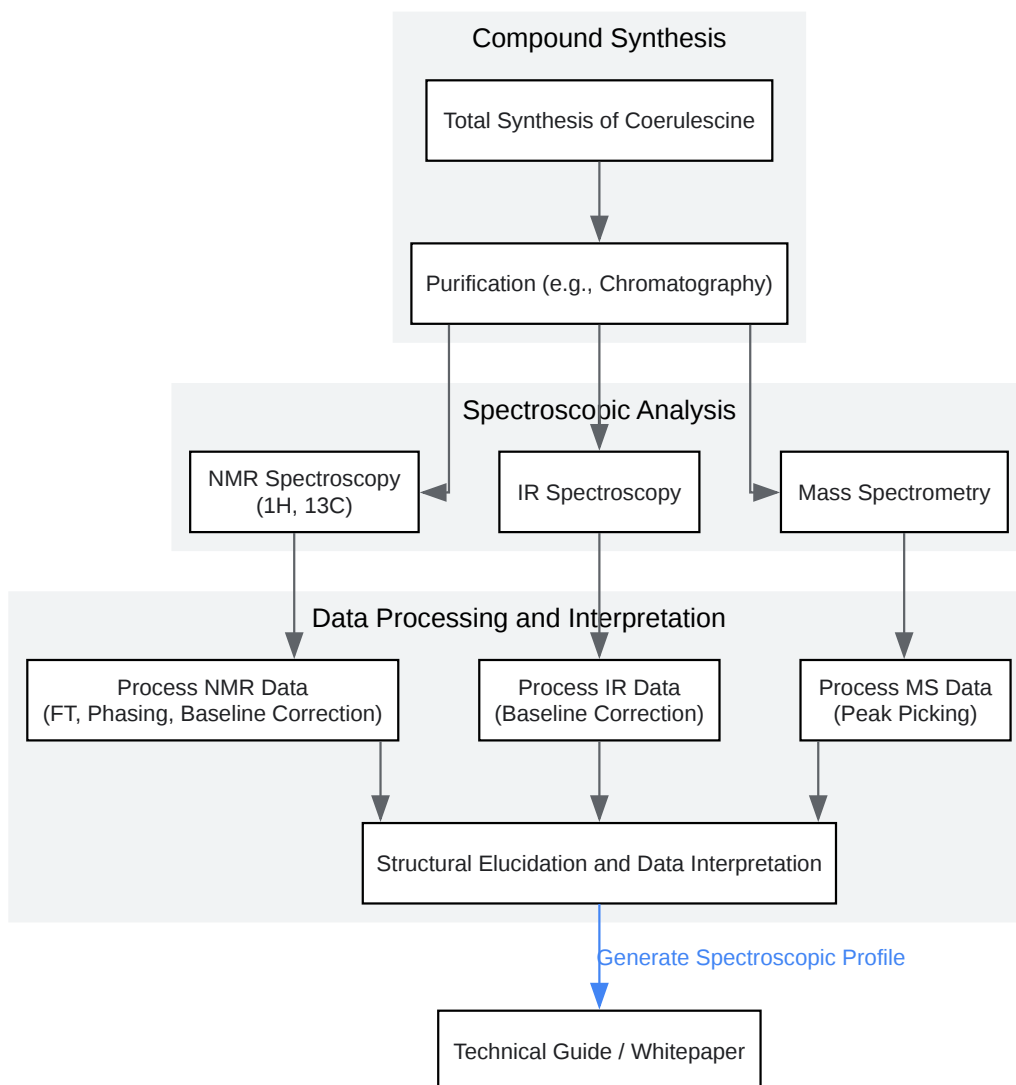 Compound Synthesis
Total Synthesis of Coerulescine
Purification (e.g., Chromatography)
Spectroscopic Analysis
NMR Spectroscopy
(1H, 13C)
IR Spectroscopy
Mass Spectrometry
Data Processing and Interpretation
Process NMR Data
(FT, Phasing, Baseline Correction)
Process IR Data
(Baseline Correction)
Process MS Data
(Peak Picking)
Structural Elucidation and Data Interpretation
Generate Spectroscopic Profile
Technical Guide / Whitepaper